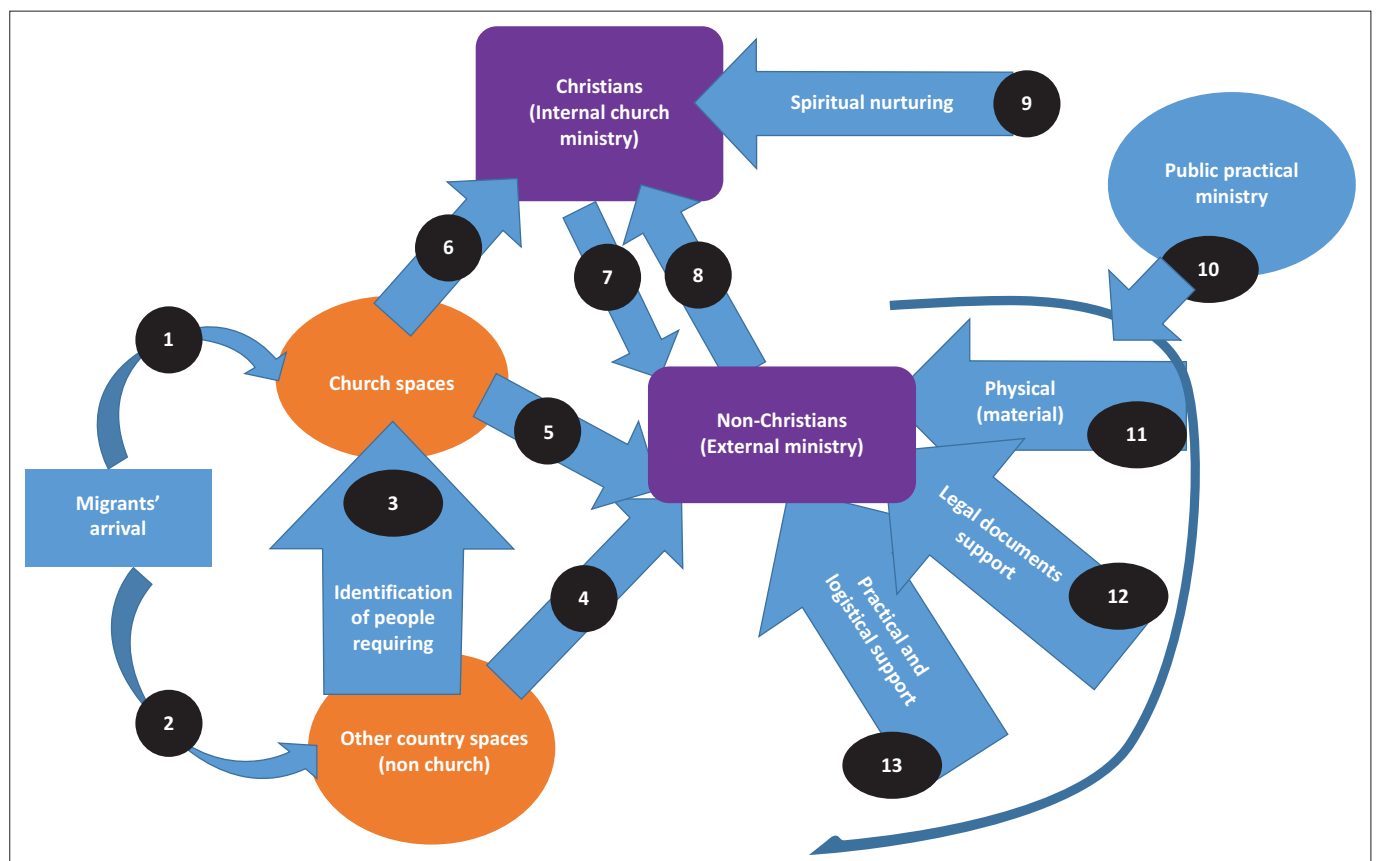 Christians
(Internal church
ministry)
Spiritual nurturing
9
Public practical
ministry
10
6
7
8
1
Church spaces
Physical
(material)
11
Non-Christians
(External ministry)
5
Migrants'
arrival
3
Legal documents
support
12
Identification
of people
requiring
4
Practical and
logistical support
13
2
Other country spaces
(non church)